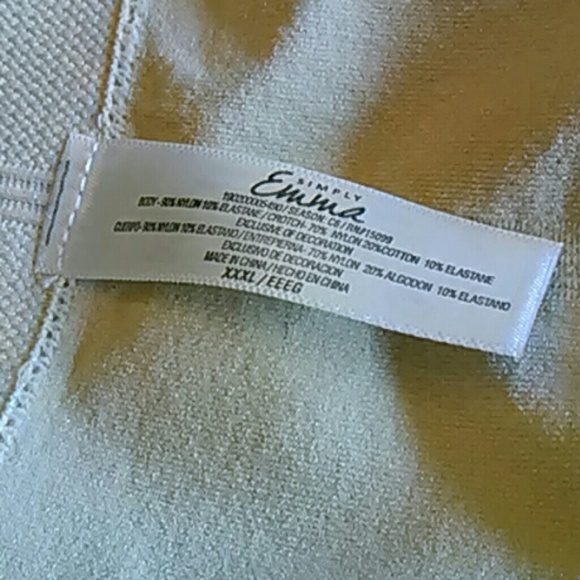 SIMPLY
Emma
SEASON:
BODY-90% NYLON 10% ELASTANE / CROTCH-70% NYLON 20% COTTON 10% ELASTANE
EXCLUSIVE OF DECORATION
CUERPO-90% NYLON 10% ELASTANO / ENTREPIERNA-70% NYLON 20% ALGODON 10% ELASTANO
EXCLUSIVO DE DECORACION
MADE IN CHINA / HECHO EN CHINA
XXXL / EEEG